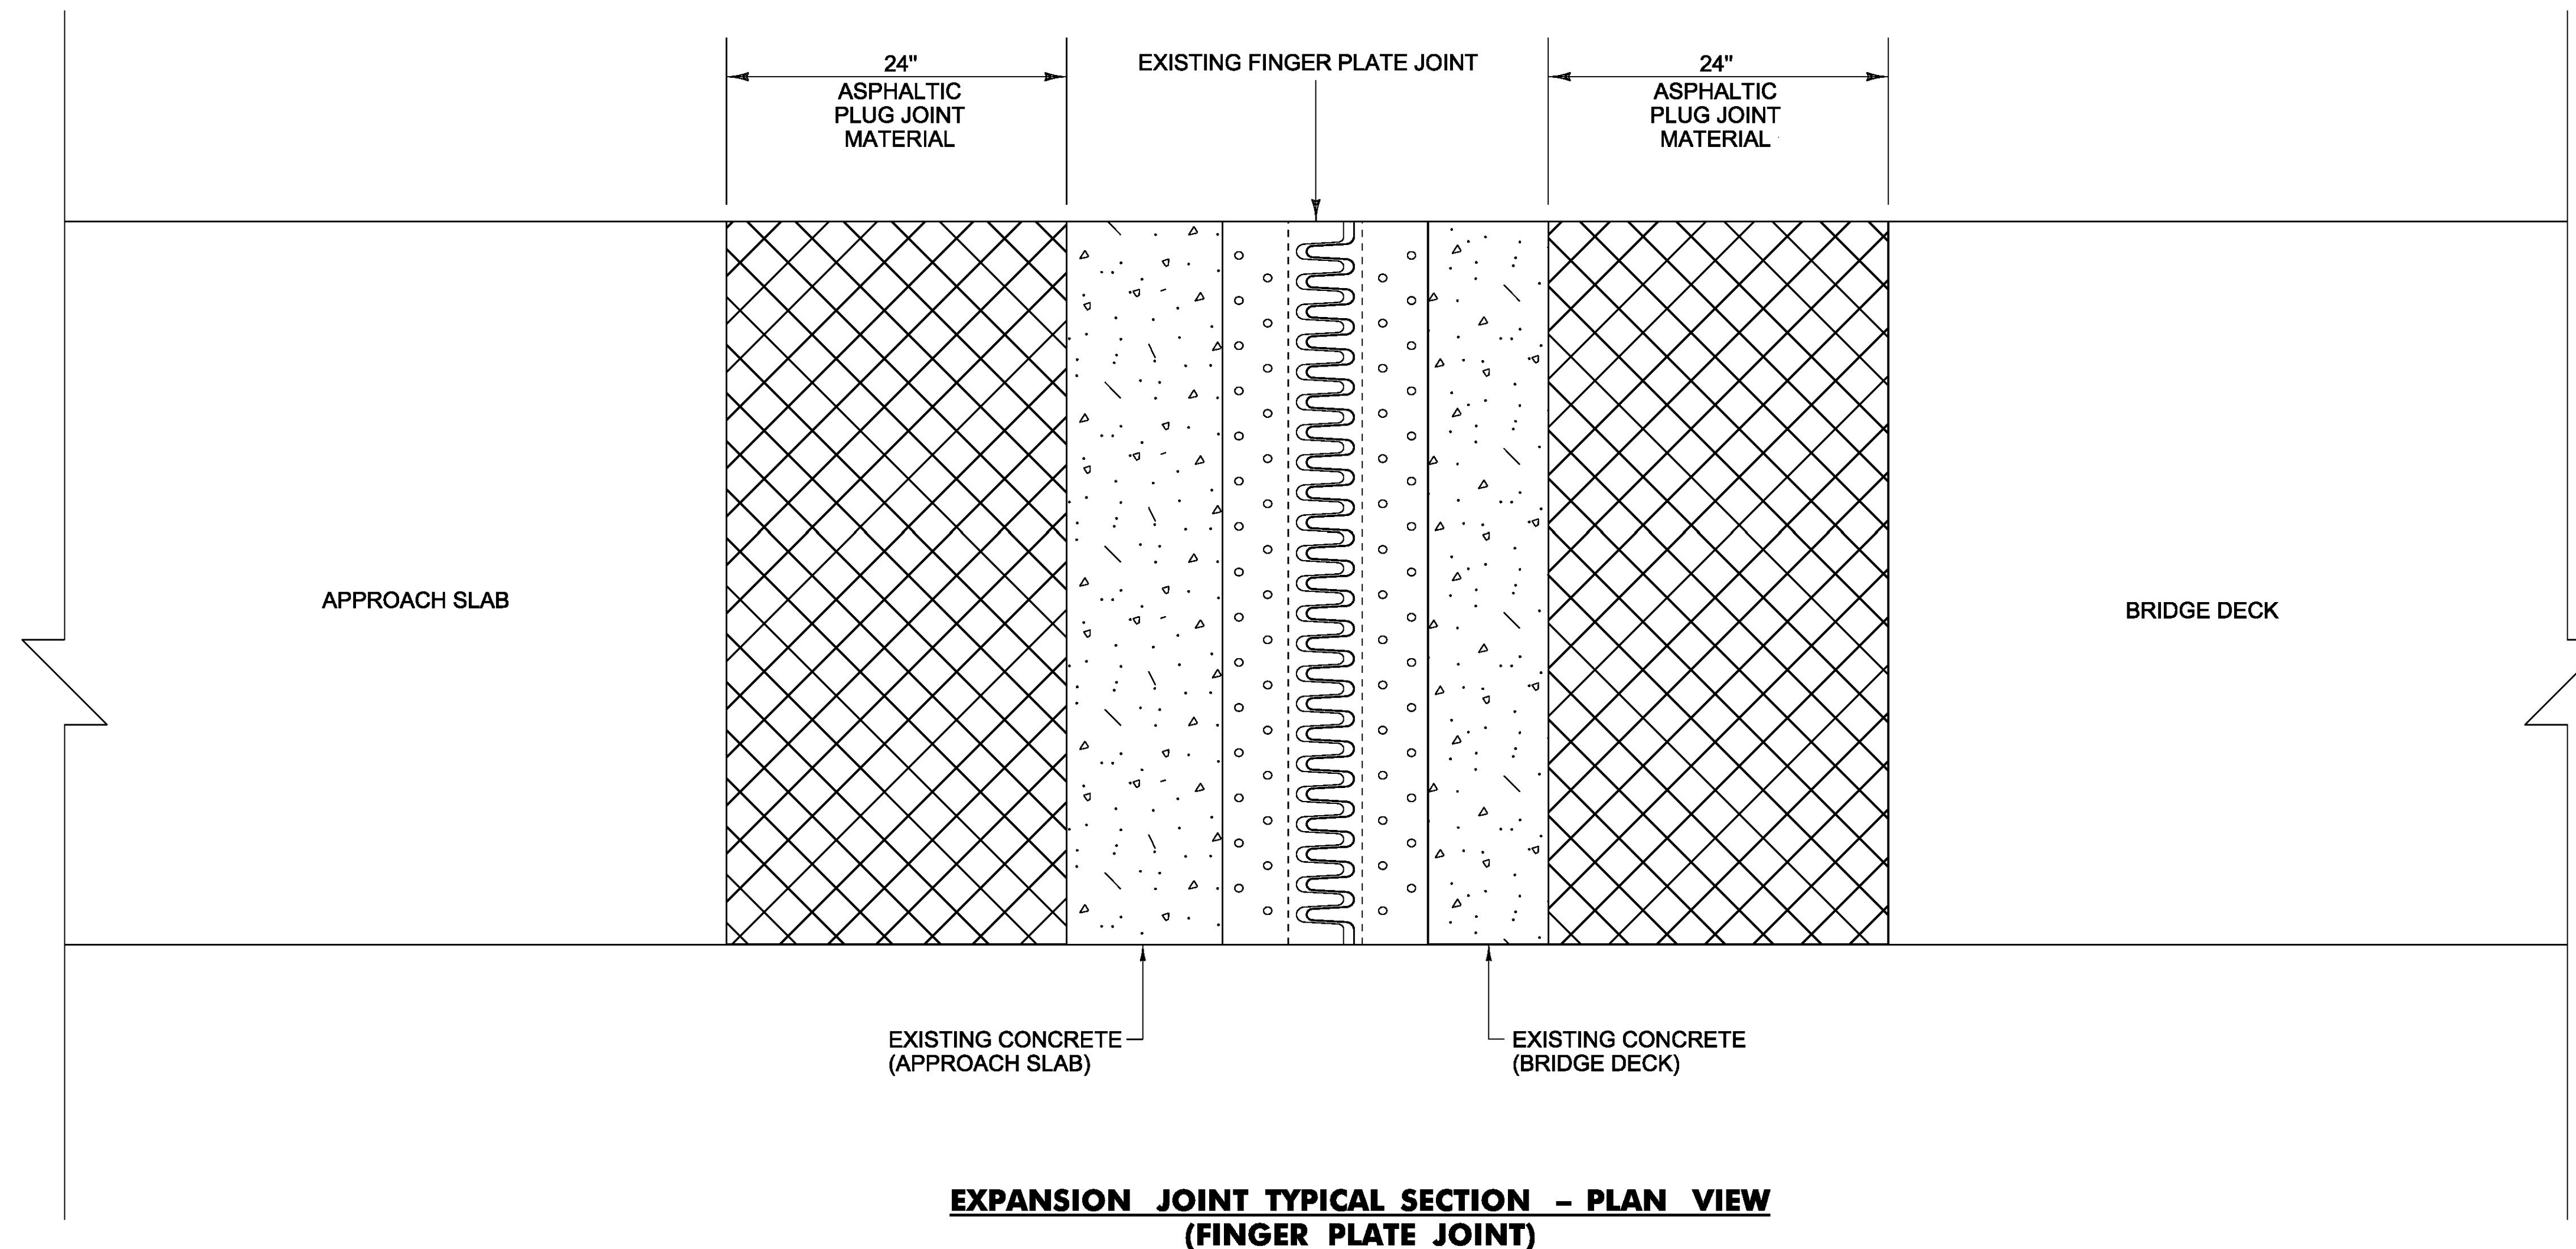 24"
ASPHALTIC
PLUG JOINT
MATERIAL
EXISTING FINGER PLATE JOINT
24"
ASPHALTIC
PLUG JOINT
MATERIAL
APPROACH SLAB
BRIDGE DECK
EXISTING CONCRETE
(APPROACH SLAB)
EXISTING CONCRETE
(BRIDGE DECK)
EXPANSION JOINT TYPICAL SECTION – PLAN VIEW
(FINGER PLATE JOINT)